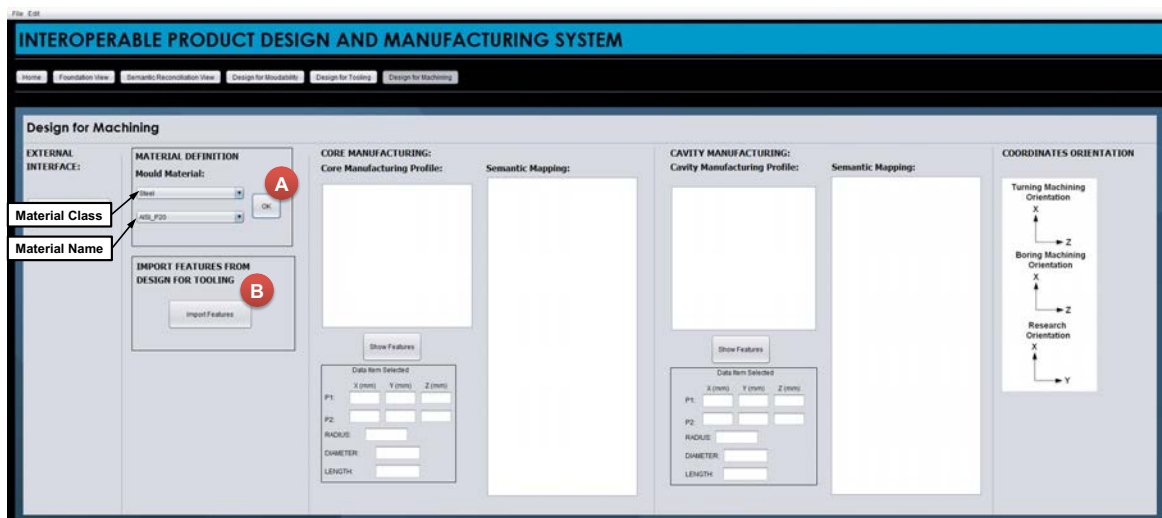 File Edit
INTEROPERABLE PRODUCT DESIGN AND MANUFACTURING SYSTEM
Home
Foundation View
Semantic Reconciliation View
Design for Mouldability
Design for Tooling
Design for Machining
Design for Machining
EXTERNAL
INTERFACE:
Material Class
Material Name
MATERIAL DEFINITION
Mould Material:
Steel
AISI_P20
OK
A
IMPORT FEATURES FROM
DESIGN FOR TOOLING
B
Import Features
CORE MANUFACTURING:
Core Manufacturing Profile:
Semantic Mapping:
Show Features
Data Item Selected
X (mm) Y (mm) Z (mm)
P1:
P2:
RADIUS:
DIAMETER:
LENGTH:
CAVITY MANUFACTURING:
Cavity Manufacturing Profile:
Semantic Mapping:
Show Features
Data Item Selected
X (mm) Y (mm) Z (mm)
P1:
P2:
RADIUS:
DIAMETER:
LENGTH:
COORDINATES ORIENTATION
Turning Machining
Orientation
X
Z
Boring Machining
Orientation
X
Z
Research
Orientation
X
Y